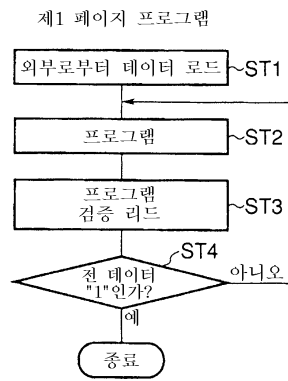 제1 페이지 프로그램
외부로부터 데이터 로드 ST1
프로그램 ST2
프로그램
검증 리드 ST3
ST4
전 데이터
"1"인가?
아니오
예
종료